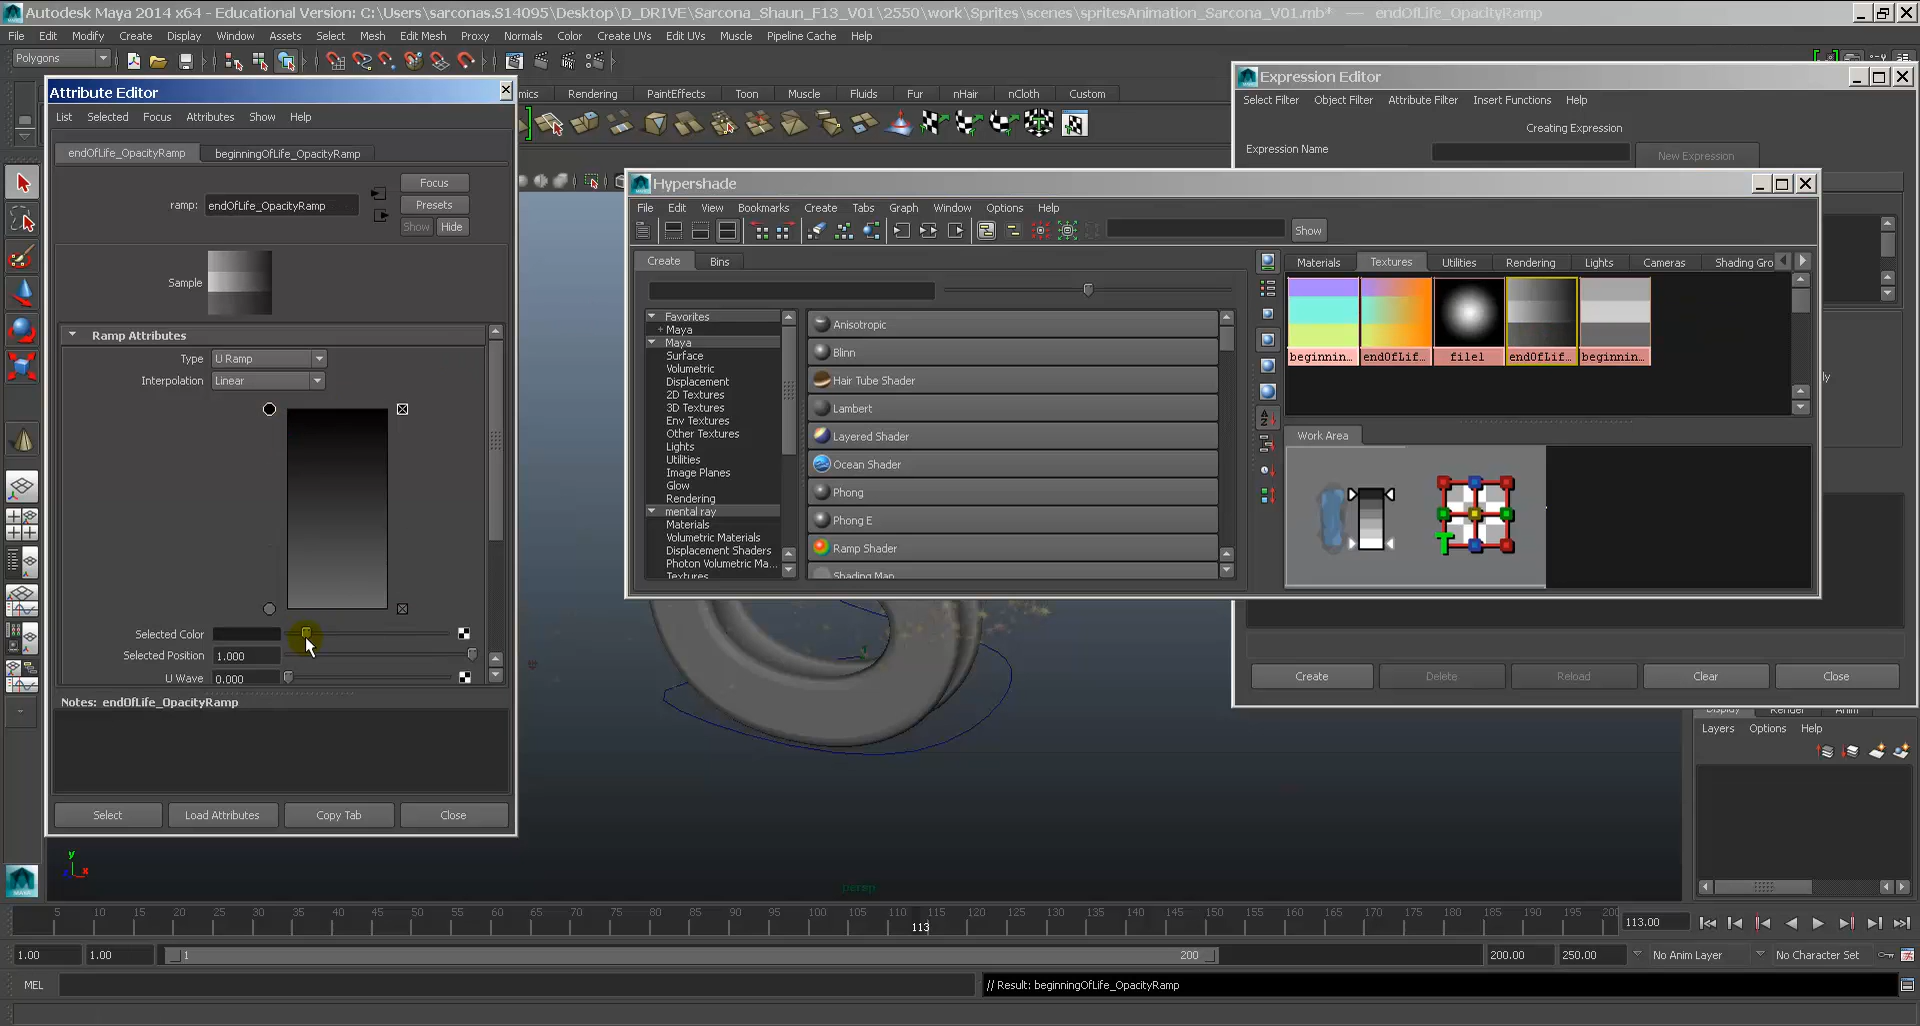 Autodesk Maya 2014 x64 - Educational Version: C:\Users\sarconas.S14095\Desktop\D_DRIVE\Sarcona_Shaun_F13_V01\2550\work\Sprites\scenes\spritesAnimation_Sarcona_V01.mb* --- endOfLife_OpacityRamp
File Edit Modify Create Display Window Assets Select Mesh Edit Mesh Proxy Normals Color Create UVs Edit UVs Muscle Pipeline Cache Help
Polygons
Attribute Editor
List Selected Focus Attributes Show Help
endOfLife_OpacityRamp beginningOfLife_OpacityRamp
ramp: endOfLife_OpacityRamp
Focus
Presets
Show Hide
Sample
Ramp Attributes
Type U Ramp
Interpolation Linear
Selected Color
Selected Position 1.000
U Wave 0.000
Notes: endOfLife_OpacityRamp
Select Load Attributes Copy Tab Close
mics Rendering PaintEffects Toon Muscle Fluids Fur nHair nCloth Custom
Expression Editor
Select Filter Object Filter Attribute Filter Insert Functions Help
Creating Expression
Expression Name New Expression
Hypershade
File Edit View Bookmarks Create Tabs Graph Window Options Help
Show
Create Bins
Favorites
+ Maya
Maya
Surface
Volumetric
Displacement
2D Textures
3D Textures
Env Textures
Other Textures
Lights
Utilities
Image Planes
Glow
Rendering
mental ray
Materials
Volumetric Materials
Displacement Shaders
Photon Volumetric Ma...
Textures
Anisotropic
Blinn
Hair Tube Shader
Lambert
Layered Shader
Ocean Shader
Phong
Phong E
Ramp Shader
Shading Map
Materials Textures Utilities Rendering Lights Cameras Shading Gro
beginnin... endOfLif... file1 endOfLif... beginnin...
Work Area
ly
Create Delete Reload Clear Close
Display Render Anim
Layers Options Help
persp
y
x
5 10 15 20 25 30 35 40 45 50 55 60 65 70 75 80 85 90 95 100 105 110 115 120 125 130 135 140 145 150 155 160 165 170 175 180 185 190 195 200
113
113.00
1.00 1.00 1 200 200.00 250.00 No Anim Layer No Character Set
MEL
// Result: beginningOfLife_OpacityRamp